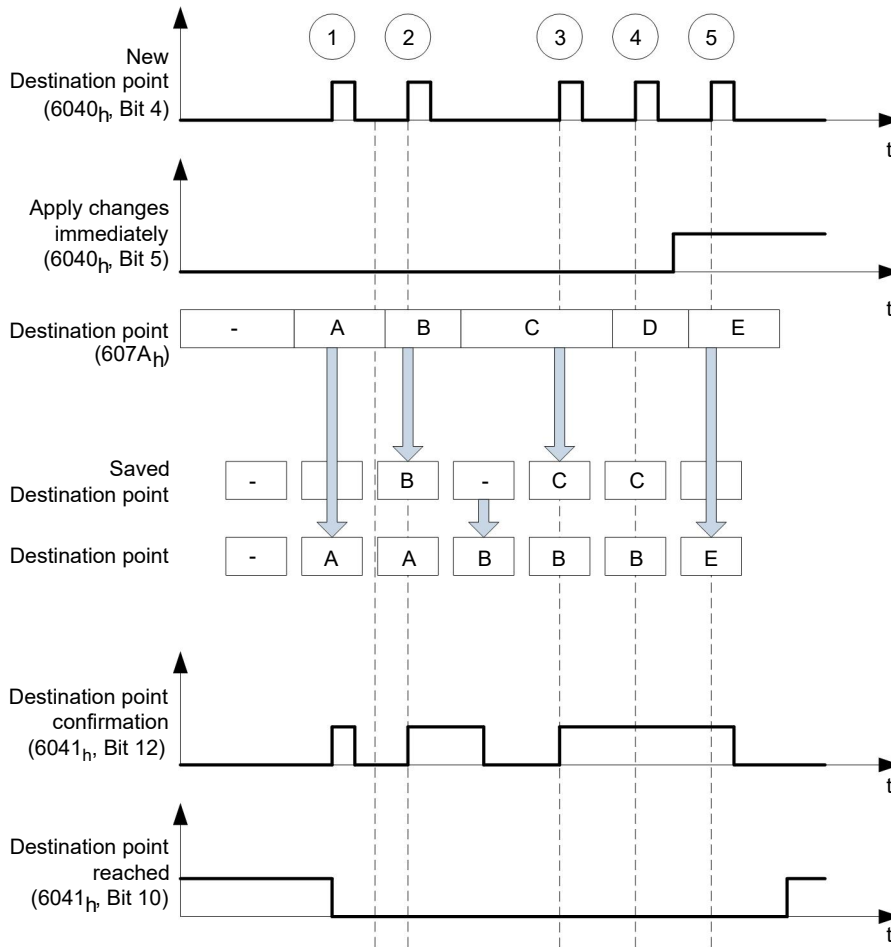 1 2 3 4 5
New
Destination point
(6040h, Bit 4)
t
Apply changes
immediately
(6040h, Bit 5)
t
Destination point
(607Ah)
- A B C D E
Saved
Destination point
- B - C C
Destination point
- A A B B B E
Destination point
confirmation
(6041h, Bit 12)
t
Destination point
reached
(6041h, Bit 10)
t